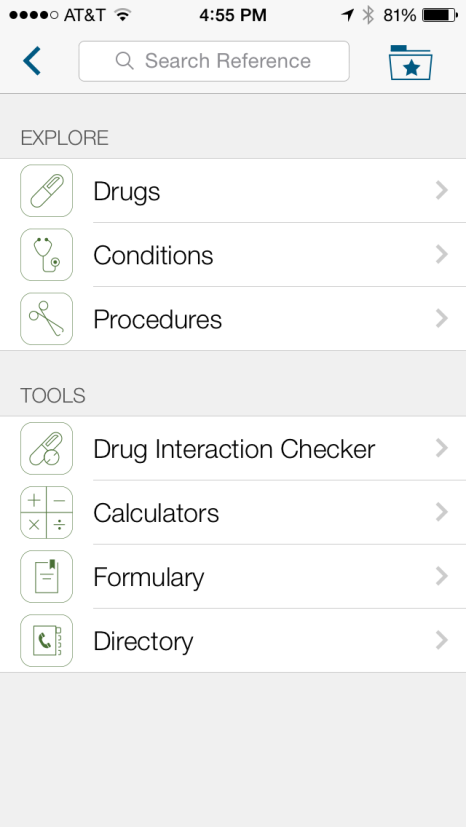 AT&T 4:55 PM 81%
Search Reference
EXPLORE
Drugs
Conditions
Procedures
TOOLS
Drug Interaction Checker
Calculators
Formulary
Directory